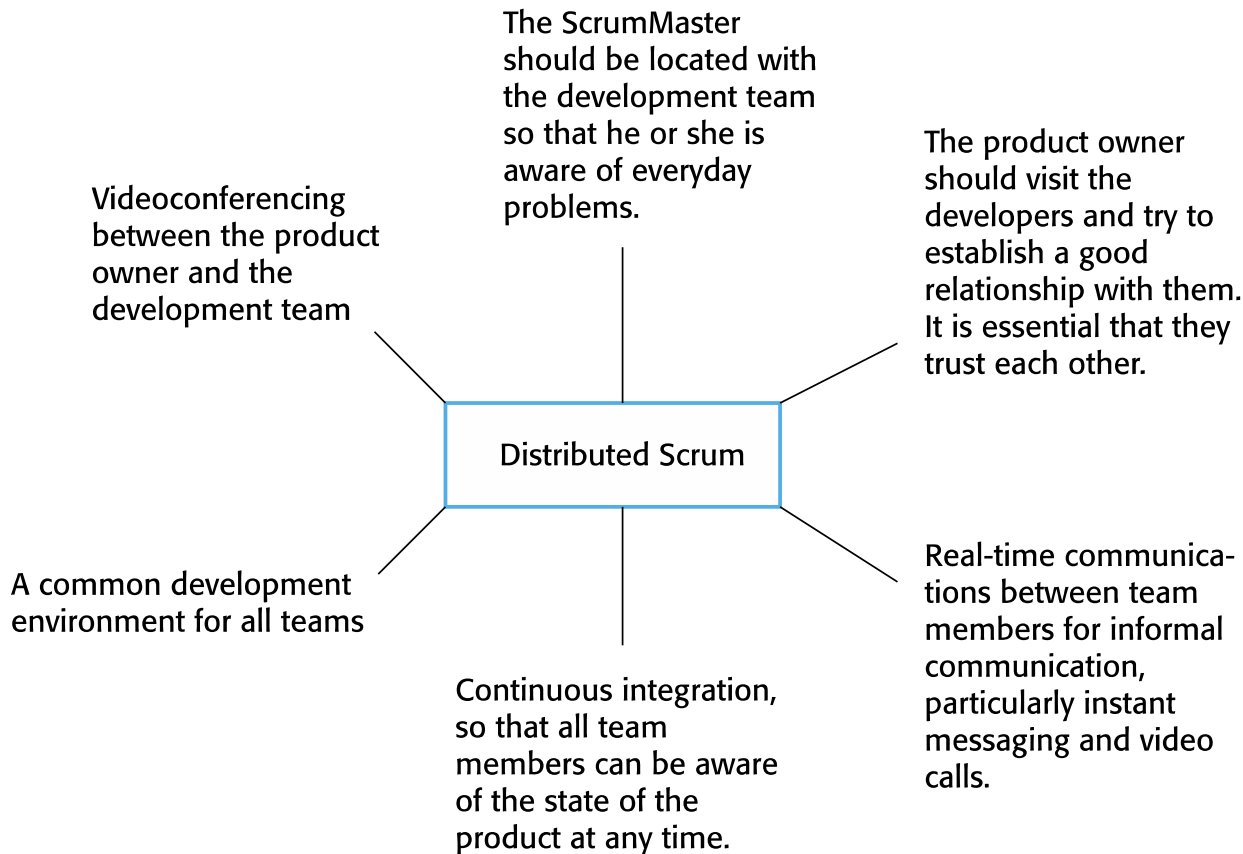 The ScrumMaster
should be located with
the development team
so that he or she is
aware of everyday
problems.
The product owner
should visit the
developers and try to
establish a good
relationship with them.
It is essential that they
trust each other.
Videoconferencing
between the product
owner and the
development team
Distributed Scrum
A common development
environment for all teams
Real-time communica-
tions between team
members for informal
communication,
particularly instant
messaging and video
calls.
Continuous integration,
so that all team
members can be aware
of the state of the
product at any time.